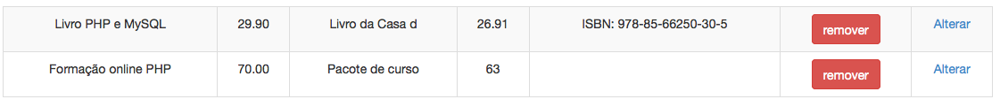 Livro PHP e MySQL 29.90 Livro da Casa d 26.91 ISBN: 978-85-66250-30-5 remover Alterar
Formação online PHP 70.00 Pacote de curso 63 remover Alterar